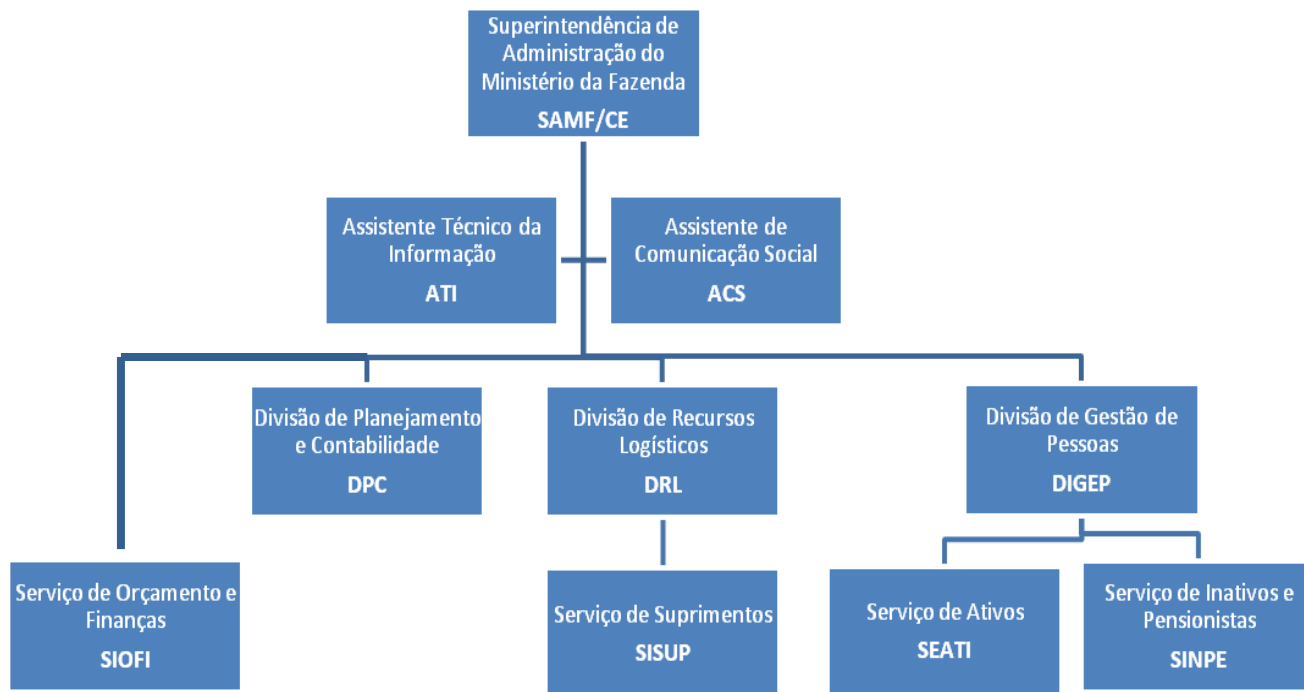 Superintendência de
Administração do
Ministério da Fazenda
SAMF/CE
Assistente Técnico da
Informação
ATI
Assistente de
Comunicação Social
ACS
Divisão de Planejamento
e Contabilidade
DPC
Divisão de Recursos
Logísticos
DRL
Divisão de Gestão de
Pessoas
DIGEP
Serviço de Orçamento e
Finanças
SIOFI
Serviço de Suprimentos
SISUP
Serviço de Ativos
SEATI
Serviço de Inativos e
Pensionistas
SINPE